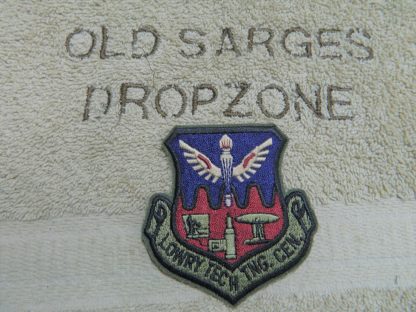 OLD SARGES
DROPZONE
LOWRY TECH TNG. CEN.